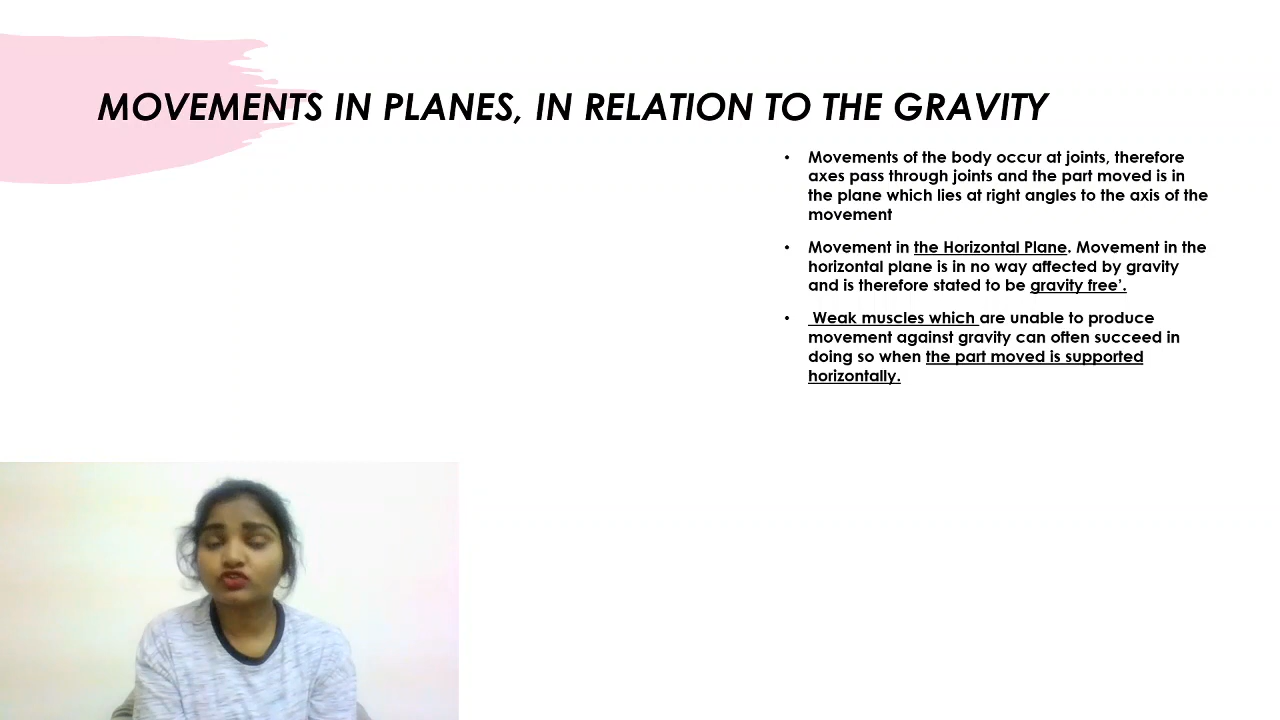 MOVEMENTS IN PLANES, IN RELATION TO THE GRAVITY
• Movements of the body occur at joints, therefore
axes pass through joints and the part moved is in
the plane which lies at right angles to the axis of the
movement
• Movement in the Horizontal Plane. Movement in the
horizontal plane is in no way affected by gravity
and is therefore stated to be gravity free'.
• Weak muscles which are unable to produce
movement against gravity can often succeed in
doing so when the part moved is supported
horizontally.